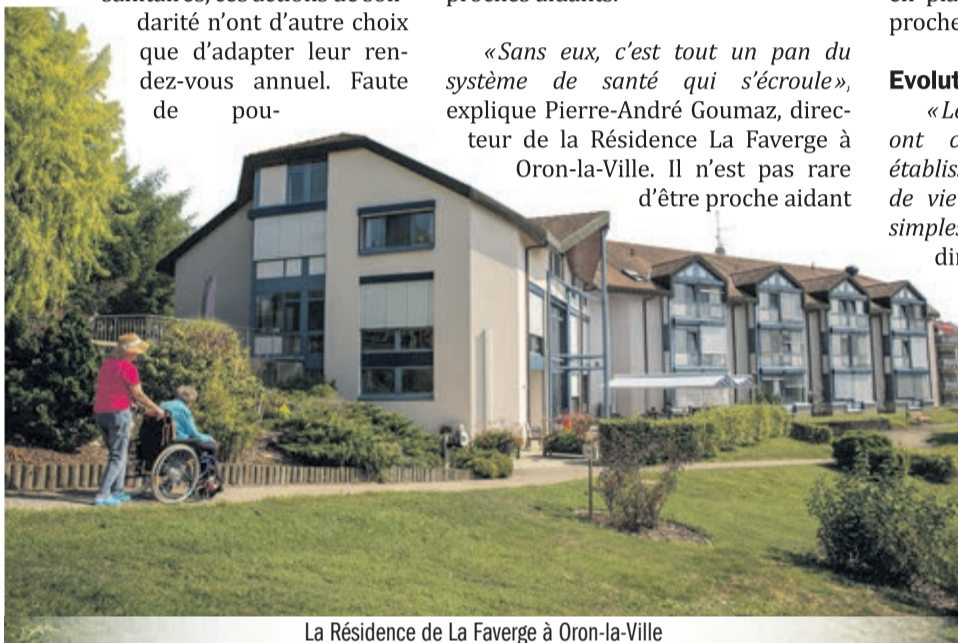 darité n'ont d'autre choix
que d'adapter leur ren-
dez-vous annuel. Faute
de pou-
proches aidants.
«Sans eux, c'est tout un pan du
système de santé qui s'écroule»,
explique Pierre-André Goumaz, direc-
teur de la Résidence La Faverge à
Oron-la-Ville. Il n'est pas rare
d'être proche aidant
proche
Evolut
«Le
ont c
établiss
de vie
simples
dir
La Résidence de La Faverge à Oron-la-Ville